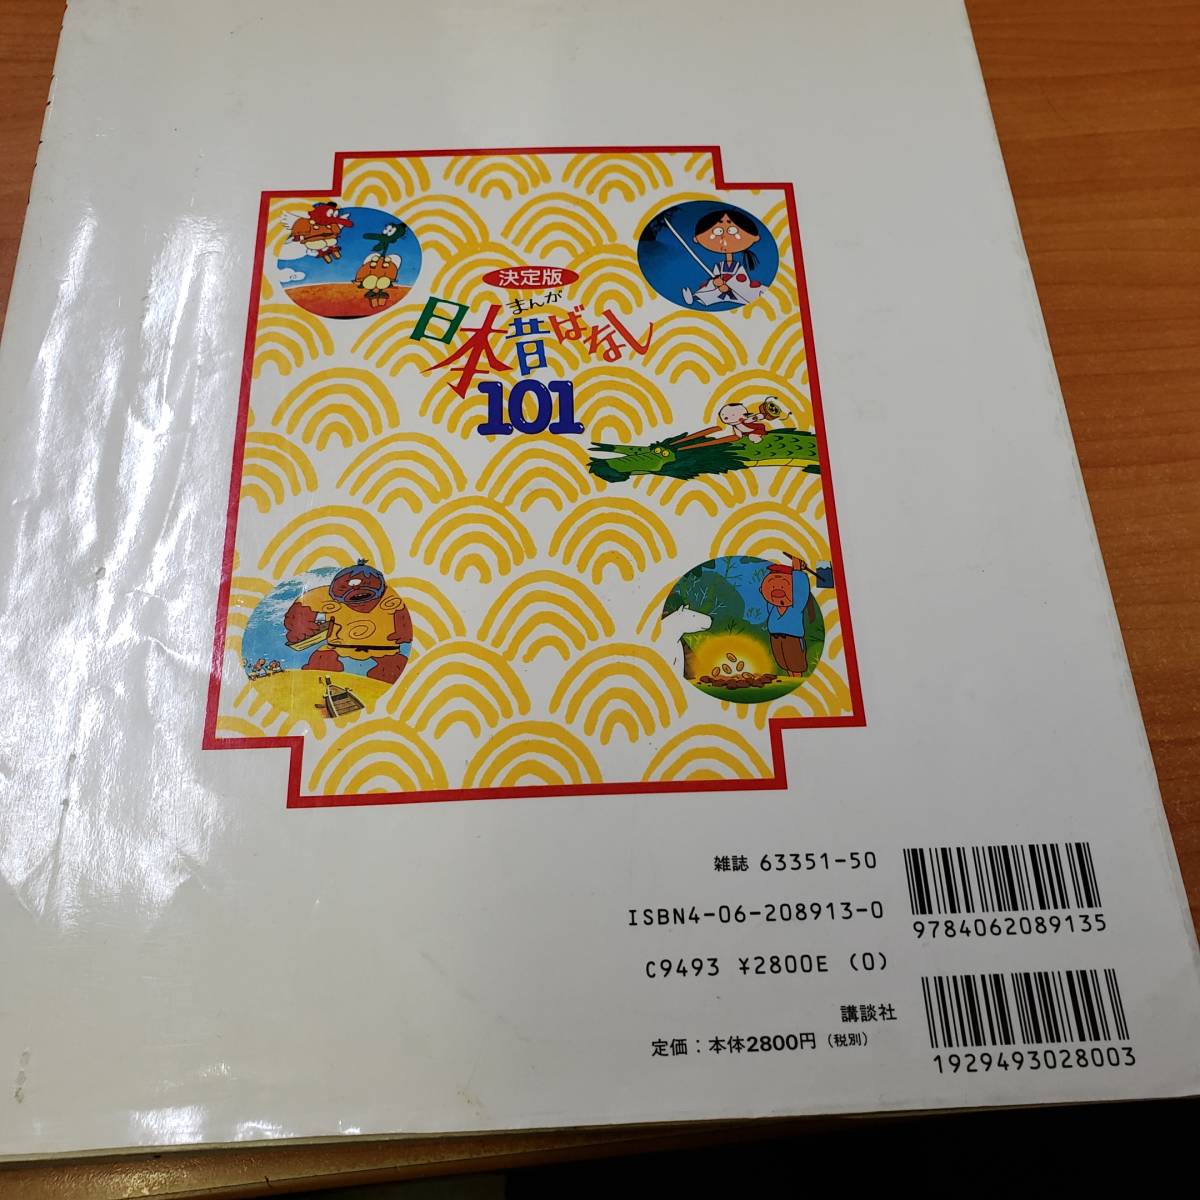 決定版
まんが
日本昔ばなし
101
雑誌 63351-50
ISBN4-06-208913-0
9784062089135
C9493 ¥2800E (0)
講談社
定価：本体2800円（税別）
1929493028003